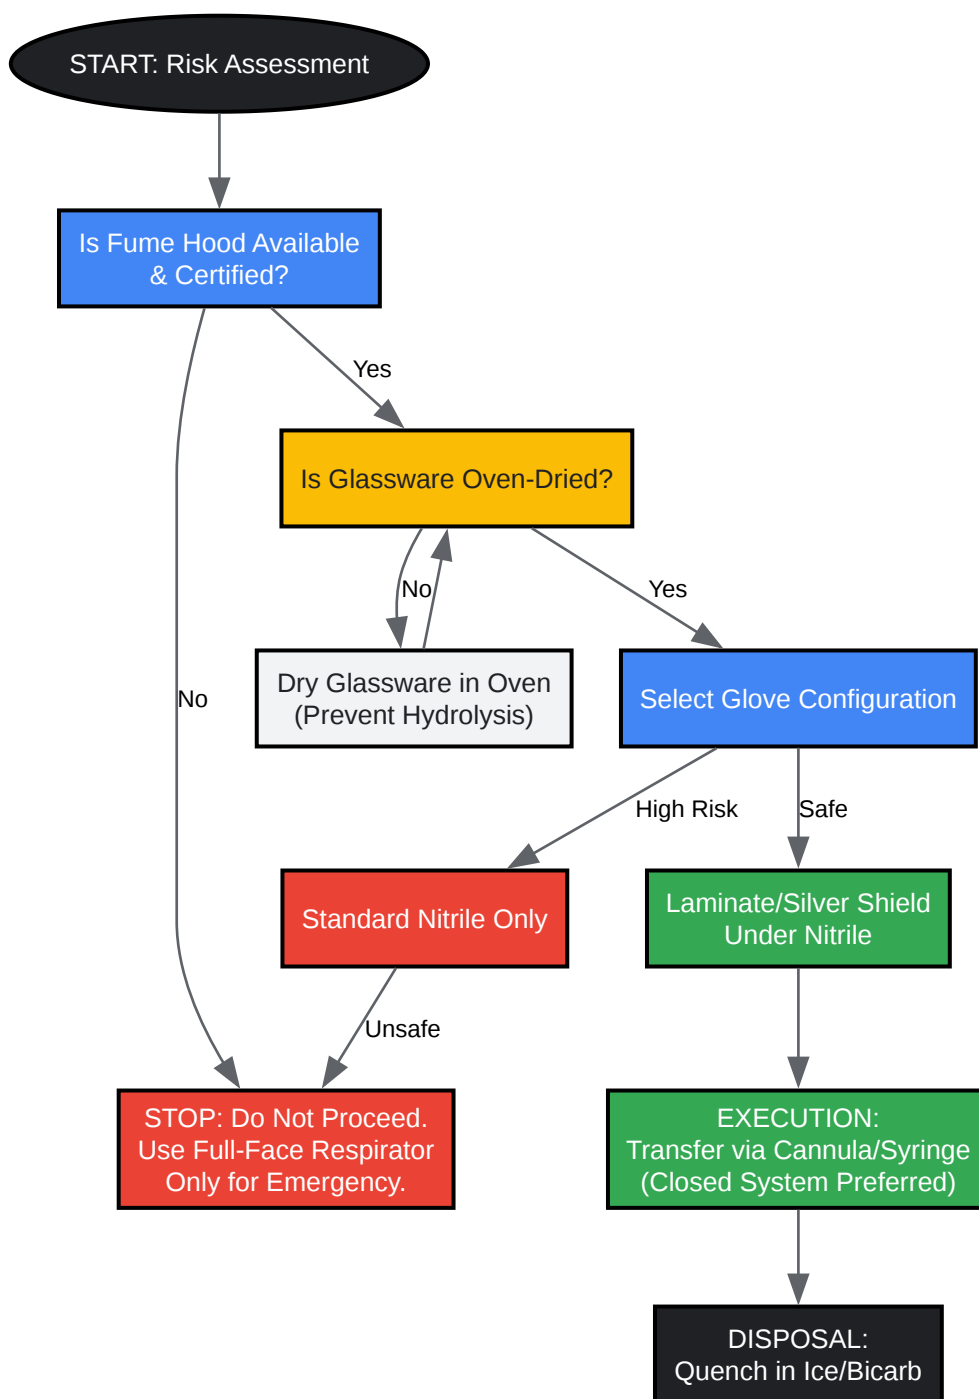 START: Risk Assessment
Is Fume Hood Available
& Certified?
Yes
Is Glassware Oven-Dried?
No
Yes
Dry Glassware in Oven
(Prevent Hydrolysis)
Select Glove Configuration
No
High Risk
Safe
Standard Nitrile Only
Laminate/Silver Shield
Under Nitrile
Unsafe
STOP: Do Not Proceed.
Use Full-Face Respirator
Only for Emergency.
EXECUTION:
Transfer via Cannula/Syringe
(Closed System Preferred)
DISPOSAL:
Quench in Ice/Bicarb